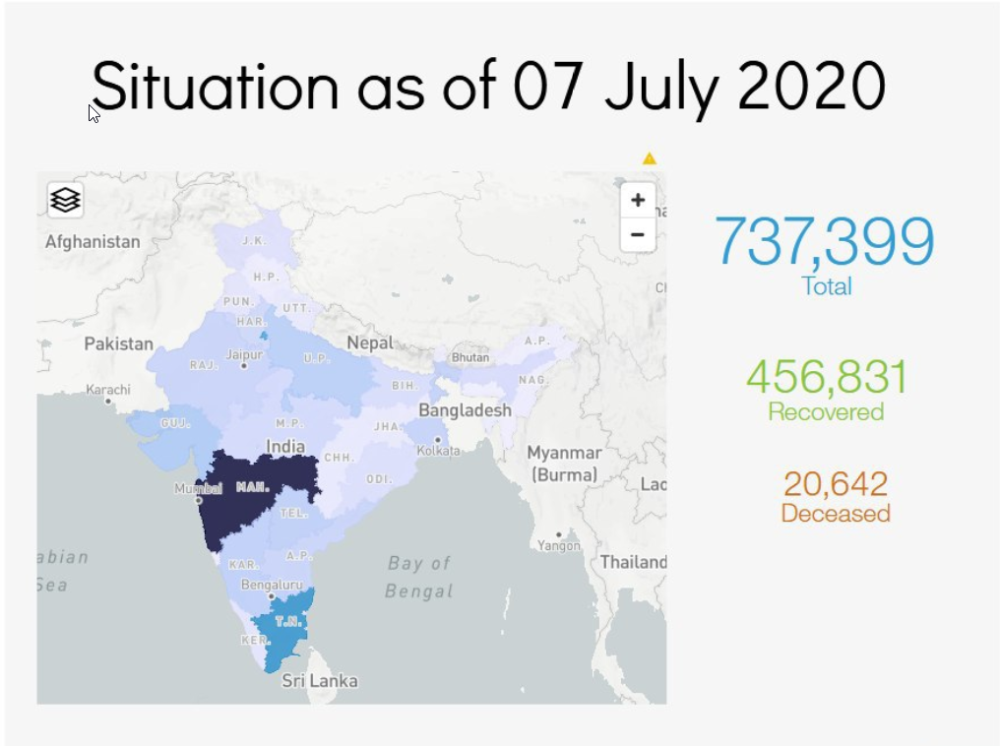 Situation as of 07 July 2020
+
−
Afghanistan
J.K.
H.P.
PUN.
UTT.
HAR.
Pakistan
Jaipur
Nepal
Bhutan
A.P.
RAJ.
U.P.
Karachi
BIH.
NAG.
Bangladesh
GUJ.
M.P.
JHA.
India
Kolkata
CHH.
Myanmar
(Burma)
Mumbai
MAH.
ODI.
Lao
TEL.
Yangon
abian
Sea
KAR.
A.P.
Bay of
Bengal
Thailand
Bengaluru
T.N.
KER.
Sri Lanka
737,399
Total
456,831
Recovered
20,642
Deceased